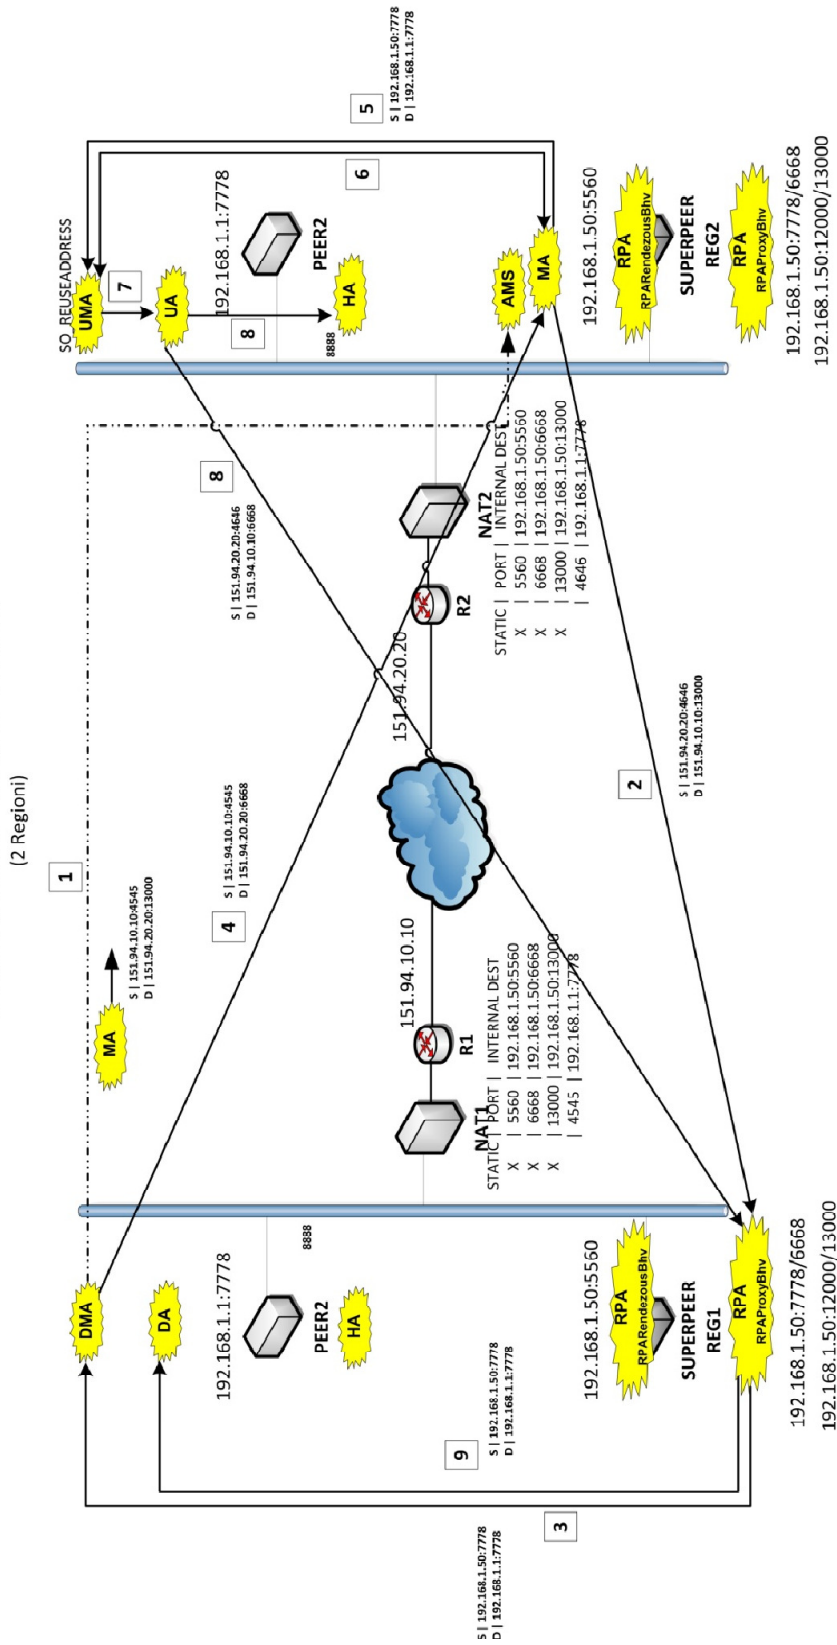 (2 Regioni)
1
MA
S | 151.94.10.10:4545
D | 151.94.20.20:13000
4
S | 151.94.10.10:4545
D | 151.94.20.20:6668
8
S | 151.94.20.20:4646
D | 151.94.10.10:6668
2
S | 151.94.20.20:4646
D | 151.94.10.10:13000
DMA
DA
192.168.1.1:7778
PEER2
HA
8888
192.168.1.50:5560
RPA
RPARendezousBhv
SUPERPEER
REG1
RPA
RPAProxyBhv
192.168.1.50:7778/6668
192.168.1.50:12000/13000
3
S | 192.168.1.50:7778
D | 192.168.1.1:7778
9
S | 192.168.1.50:7778
D | 192.168.1.1:7778
NAT1
R1
151.94.10.10
STATIC | PORT | INTERNAL DEST
X | 5560 | 192.168.1.50:5560
X | 6668 | 192.168.1.50:6668
X | 13000 | 192.168.1.50:13000
| 4545 | 192.168.1.1:7778
151.94.20.20
R2
NAT2
STATIC | PORT | INTERNAL DEST
X | 5560 | 192.168.1.50:5560
X | 6668 | 192.168.1.50:6668
X | 13000 | 192.168.1.50:13000
| 4646 | 192.168.1.1:7778
SO_REUSEADDRESS
UMA
7
UA
8
192.168.1.1:7778
PEER2
HA
8888
5
S | 192.168.1.50:7778
D | 192.168.1.1:7778
6
AMS
MA
192.168.1.50:5560
RPA
RPARendezousBhv
SUPERPEER
REG2
RPA
RPAProxyBhv
192.168.1.50:7778/6668
192.168.1.50:12000/13000